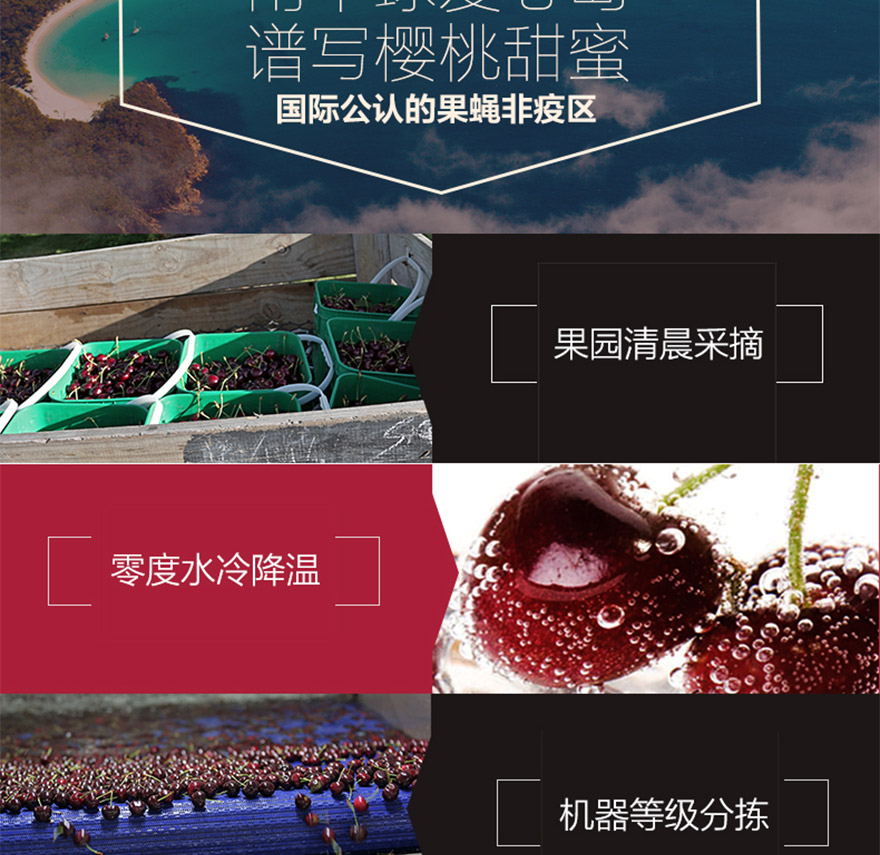 谱写樱桃甜蜜
国际公认的果蝇非疫区
果园清晨采摘
零度水冷降温
机器等级分拣